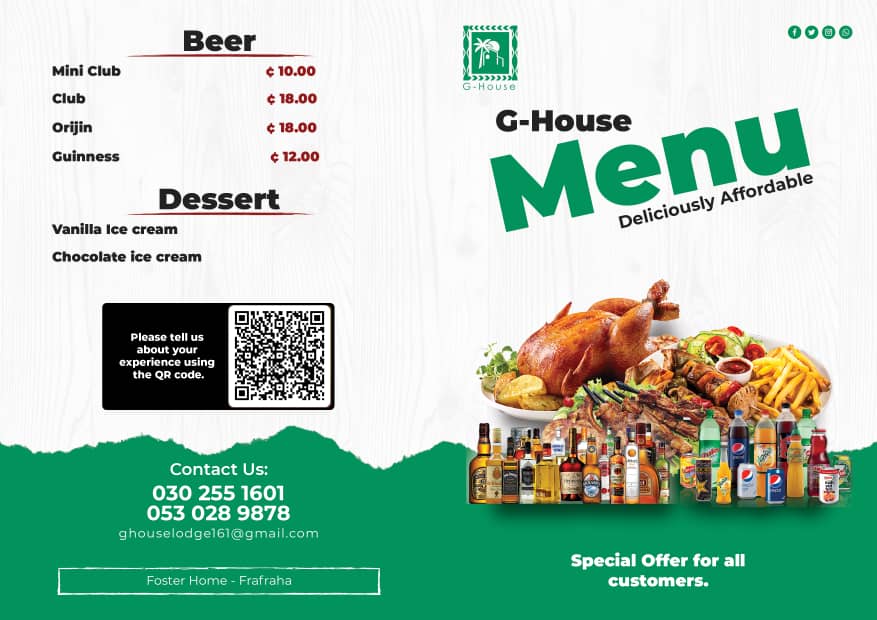 Beer
Mini Club ¢ 10.00
Club ¢ 18.00
Orijin ¢ 18.00
Guinness ¢ 12.00
Dessert
Vanilla Ice cream
Chocolate ice cream
Please tell us
about your
experience using
the QR code.
Contact Us:
030 255 1601
053 028 9878
ghouselodge161@gmail.com
Foster Home - Frafraha
G-House
G-House
Menu
Deliciously Affordable
pepsi
pepsi
Special Offer for all
customers.